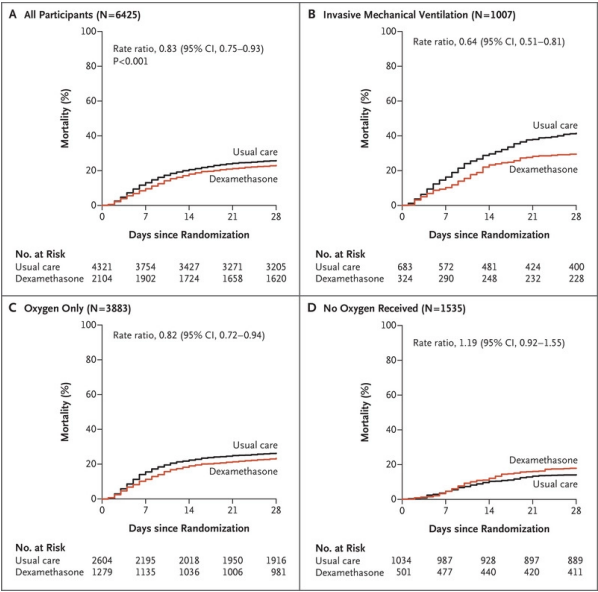 A All Participants (N=6425)
Rate ratio, 0.83 (95% CI, 0.75–0.93)
P<0.001
Mortality (%)
100
80
60
40
20
0
Usual care
Dexamethasone
0 7 14 21 28
Days since Randomization
No. at Risk
Usual care 4321 3754 3427 3271 3205
Dexamethasone 2104 1902 1724 1658 1620
B Invasive Mechanical Ventilation (N=1007)
Rate ratio, 0.64 (95% CI, 0.51–0.81)
Mortality (%)
100
80
60
40
20
0
Usual care
Dexamethasone
0 7 14 21 28
Days since Randomization
No. at Risk
683 572 481 424 400
324 290 248 232 228
Usual care
Dexamethasone
C Oxygen Only (N=3883)
Rate ratio, 0.82 (95% CI, 0.72–0.94)
Mortality (%)
100
80
60
40
20
0
Usual care
Dexamethasone
0 7 14 21 28
Days since Randomization
No. at Risk
Usual care 2604 2195 2018 1950 1916
Dexamethasone 1279 1135 1036 1006 981
D No Oxygen Received (N=1535)
Rate ratio, 1.19 (95% CI, 0.92–1.55)
Mortality (%)
100
80
60
40
20
0
Dexamethasone
Usual care
0 7 14 21 28
Days since Randomization
No. at Risk
Usual care 1034 987 928 897 889
Dexamethasone 501 477 440 420 411